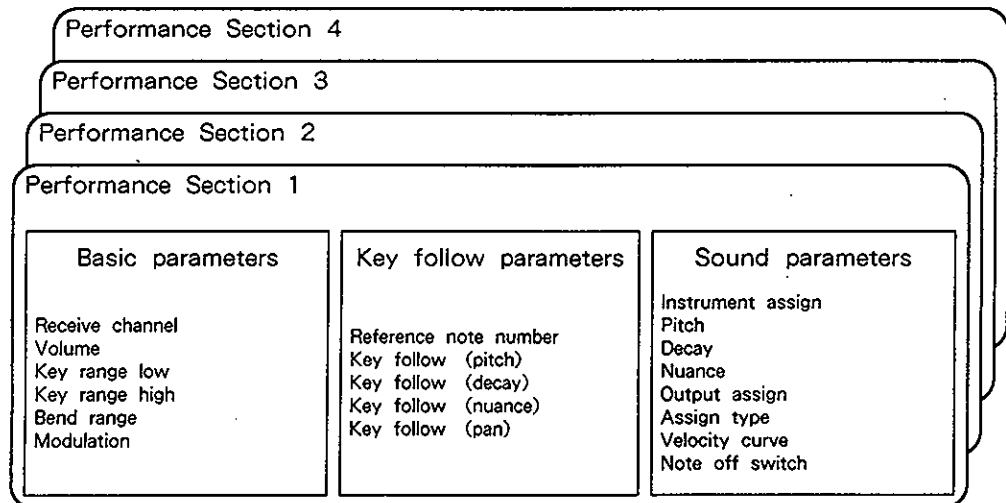 Performance Section 4
Performance Section 3
Performance Section 2
Performance Section 1
Basic parameters
Receive channel
Volume
Key range low
Key range high
Bend range
Modulation
Key follow parameters
Reference note number
Key follow (pitch)
Key follow (decay)
Key follow (nuance)
Key follow (pan)
Sound parameters
Instrument assign
Pitch
Decay
Nuance
Output assign
Assign type
Velocity curve
Note off switch